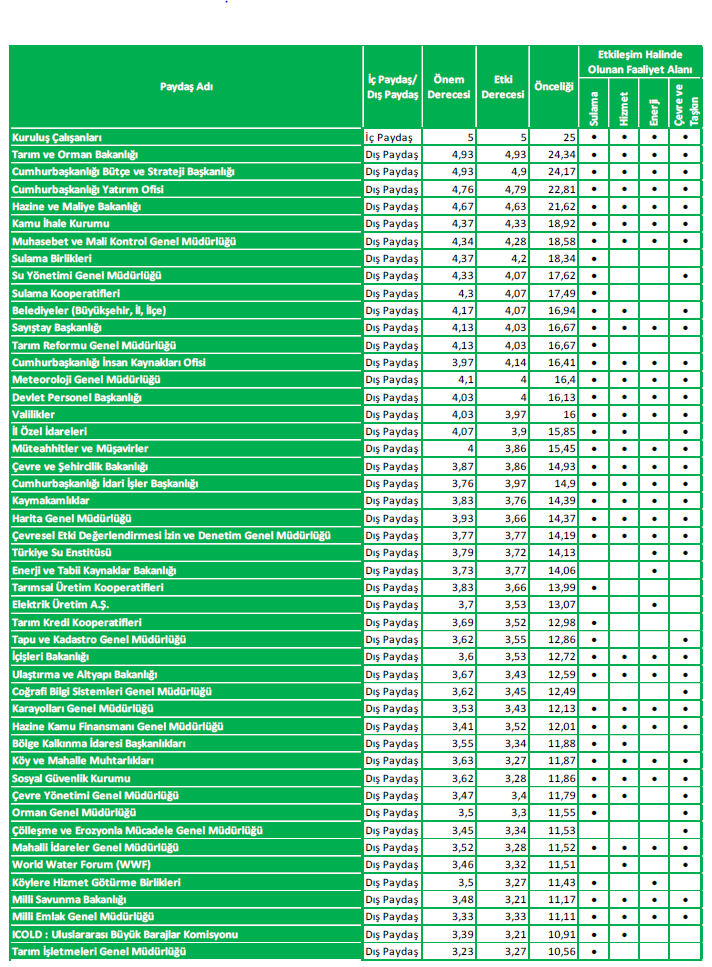 Paydaş Adı İç Paydaş/ Dış Paydaş Önem Derecesi Etki Derecesi Önceliği Etkileşim Halinde Olunan Faaliyet Alanı
Sulama Hizmet Enerji Çevre ve Taşkın
Kuruluş Çalışanları İç Paydaş 5 5 25 • • • •
Tarım ve Orman Bakanlığı Dış Paydaş 4,93 4,93 24,34 • • • •
Cumhurbaşkanlığı Bütçe ve Strateji Başkanlığı Dış Paydaş 4,93 4,9 24,17 • • • •
Cumhurbaşkanlığı Yatırım Ofisi Dış Paydaş 4,76 4,79 22,81 • • • •
Hazine ve Maliye Bakanlığı Dış Paydaş 4,67 4,63 21,62 • • • •
Kamu İhale Kurumu Dış Paydaş 4,37 4,33 18,92 • • • •
Muhasebet ve Mali Kontrol Genel Müdürlüğü Dış Paydaş 4,34 4,28 18,58 • • • •
Sulama Birlikleri Dış Paydaş 4,37 4,2 18,34 •
Su Yönetimi Genel Müdürlüğü Dış Paydaş 4,33 4,07 17,62 • •
Sulama Kooperatifleri Dış Paydaş 4,3 4,07 17,49 •
Belediyeler (Büyükşehir, İl, İlçe) Dış Paydaş 4,17 4,07 16,94 • • •
Sayıştay Başkanlığı Dış Paydaş 4,13 4,03 16,67 • • • •
Tarım Reformu Genel Müdürlüğü Dış Paydaş 4,13 4,03 16,67 •
Cumhurbaşkanlığı İnsan Kaynakları Ofisi Dış Paydaş 3,97 4,14 16,41 • • • •
Meteoroloji Genel Müdürlüğü Dış Paydaş 4,1 4 16,4 • • • •
Devlet Personel Başkanlığı Dış Paydaş 4,03 4 16,13 • • • •
Valilikler Dış Paydaş 4,03 3,97 16 • • • •
İl Özel İdareleri Dış Paydaş 4,07 3,9 15,85 • • •
Müteahhitler ve Müşavirler Dış Paydaş 4 3,86 15,45 • • • •
Çevre ve Şehircilik Bakanlığı Dış Paydaş 3,87 3,86 14,93 • • • •
Cumhurbaşkanlığı İdari İşler Başkanlığı Dış Paydaş 3,76 3,97 14,9 • • • •
Kaymakamlıklar Dış Paydaş 3,83 3,76 14,39 • • • •
Harita Genel Müdürlüğü Dış Paydaş 3,93 3,66 14,37 • • • •
Çevresel Etki Değerlendirmesi İzin ve Denetim Genel Müdürlüğü Dış Paydaş 3,77 3,77 14,19 • • • •
Türkiye Su Enstitüsü Dış Paydaş 3,79 3,72 14,13 • •
Enerji ve Tabii Kaynaklar Bakanlığı Dış Paydaş 3,73 3,77 14,06 •
Tarımsal Üretim Kooperatifleri Dış Paydaş 3,83 3,66 13,99 •
Elektrik Üretim A.Ş. Dış Paydaş 3,7 3,53 13,07 •
Tarım Kredi Kooperatifleri Dış Paydaş 3,69 3,52 12,98 •
Tapu ve Kadastro Genel Müdürlüğü Dış Paydaş 3,62 3,55 12,86 • •
İçişleri Bakanlığı Dış Paydaş 3,6 3,53 12,72 • • • •
Ulaştırma ve Altyapı Bakanlığı Dış Paydaş 3,67 3,43 12,59 • • • •
Coğrafi Bilgi Sistemleri Genel Müdürlüğü Dış Paydaş 3,62 3,45 12,49 •
Karayolları Genel Müdürlüğü Dış Paydaş 3,53 3,43 12,13 • • • •
Hazine Kamu Finansmanı Genel Müdürlüğü Dış Paydaş 3,41 3,52 12,01 • • • •
Bölge Kalkınma İdaresi Başkanlıkları Dış Paydaş 3,55 3,34 11,88 • •
Köy ve Mahalle Muhtarlıkları Dış Paydaş 3,63 3,27 11,87 • • • •
Sosyal Güvenlik Kurumu Dış Paydaş 3,62 3,28 11,86 • • • •
Çevre Yönetimi Genel Müdürlüğü Dış Paydaş 3,47 3,4 11,79 • • •
Orman Genel Müdürlüğü Dış Paydaş 3,5 3,3 11,55 • •
Çölleşme ve Erozyonla Mücadele Genel Müdürlüğü Dış Paydaş 3,45 3,34 11,53 •
Mahalli İdareler Genel Müdürlüğü Dış Paydaş 3,52 3,28 11,52 • • • •
World Water Forum (WWF) Dış Paydaş 3,46 3,32 11,51 • •
Köylere Hizmet Götürme Birlikleri Dış Paydaş 3,5 3,27 11,43 • •
Milli Savunma Bakanlığı Dış Paydaş 3,48 3,21 11,17 • • • •
Milli Emlak Genel Müdürlüğü Dış Paydaş 3,33 3,33 11,11 • • • •
ICOLD : Uluslararası Büyük Barajlar Komisyonu Dış Paydaş 3,39 3,21 10,91 • •
Tarım İşletmeleri Genel Müdürlüğü Dış Paydaş 3,23 3,27 10,56 •